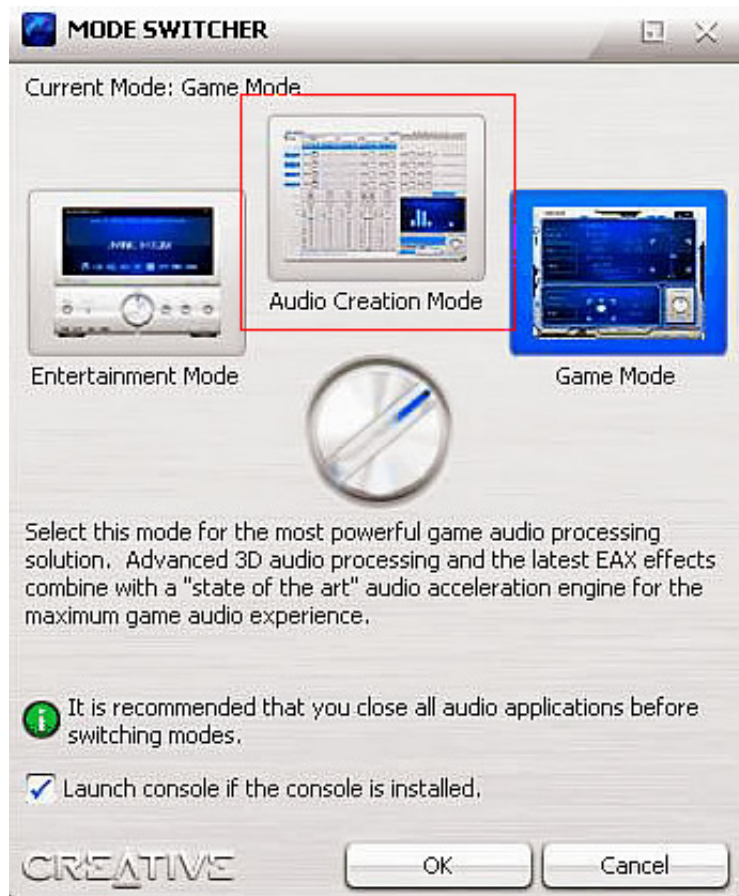 MODE SWITCHER
Current Mode: Game Mode
Audio Creation Mode
Entertainment Mode
Game Mode
Select this mode for the most powerful game audio processing
solution. Advanced 3D audio processing and the latest EAX effects
combine with a "state of the art" audio acceleration engine for the
maximum game audio experience.
It is recommended that you close all audio applications before
switching modes.
Launch console if the console is installed.
CREATIVE
OK
Cancel